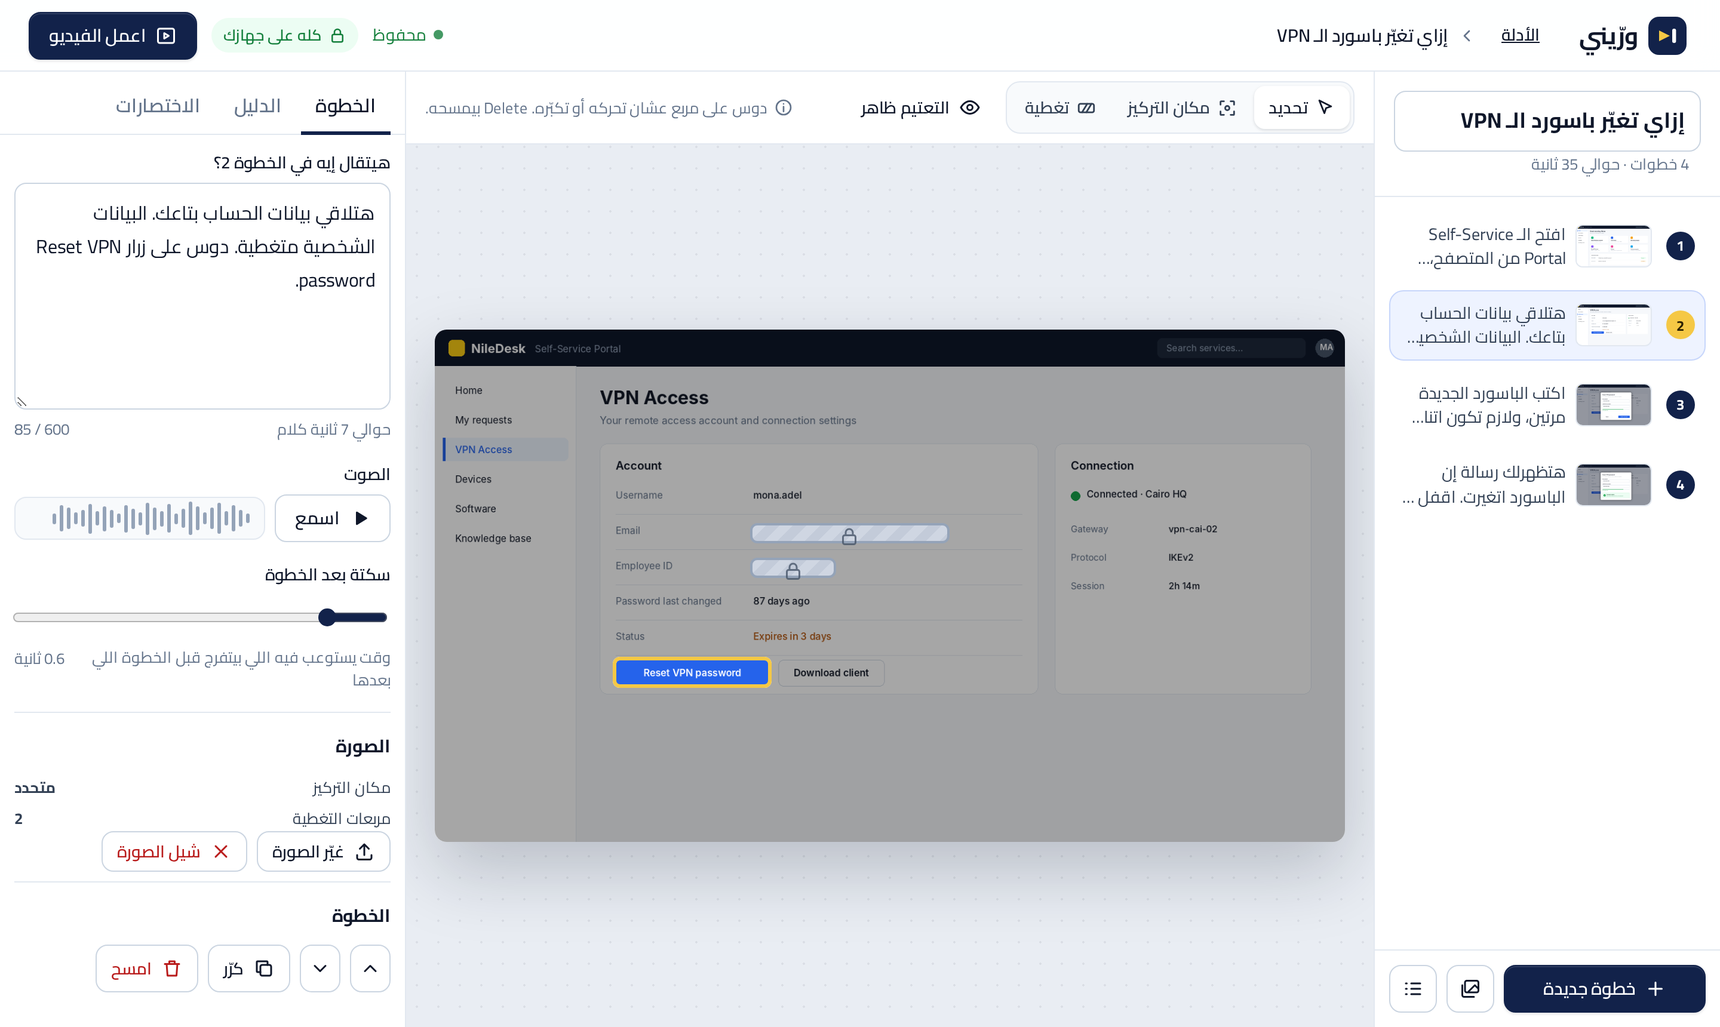 ورّيني
الأدلة
إزاي تغيّر باسورد الـ VPN
محفوظ
كله على جهازك
اعمل الفيديو
إزاي تغيّر باسورد الـ VPN
4 خطوات · حوالي 35 ثانية
1
افتح الـ Self-Service
Portal من المتصفح،...
2
هتلاقي بيانات الحساب
بتاعك. البيانات الشخصيـ...
3
اكتب الباسورد الجديدة
مرتين، ولازم تكون اتنا...
4
هتظهرلك رسالة إن
الباسورد اتغيرت. اقفل ...
خطوة جديدة
تحديد
مكان التركيز
تغطية
التعتيم ظاهر
دوس على مربع عشان تحركه أو تكبّره. Delete بيمسحه.
NileDesk
Self-Service Portal
Search services...
MA
Home
My requests
VPN Access
Devices
Software
Knowledge base
VPN Access
Your remote access account and connection settings
Account
Username
mona.adel
Email
Employee ID
Password last changed
87 days ago
Status
Expires in 3 days
Reset VPN password
Download client
Connection
Connected · Cairo HQ
Gateway
vpn-cai-02
Protocol
IKEv2
Session
2h 14m
الخطوة
الدليل
الاختصارات
هيتقال إيه في الخطوة 2؟
هتلاقي بيانات الحساب بتاعك. البيانات
الشخصية متغطية. دوس على زرار Reset VPN
password.
حوالي 7 ثانية كلام
85 / 600
الصوت
اسمع
سكتة بعد الخطوة
وقت يستوعب فيه اللي بيتفرج قبل الخطوة اللي
بعدها
0.6 ثانية
الصورة
مكان التركيز
متحدد
مربعات التغطية
2
غيّر الصورة
شيل الصورة
الخطوة
كرّر
امسح